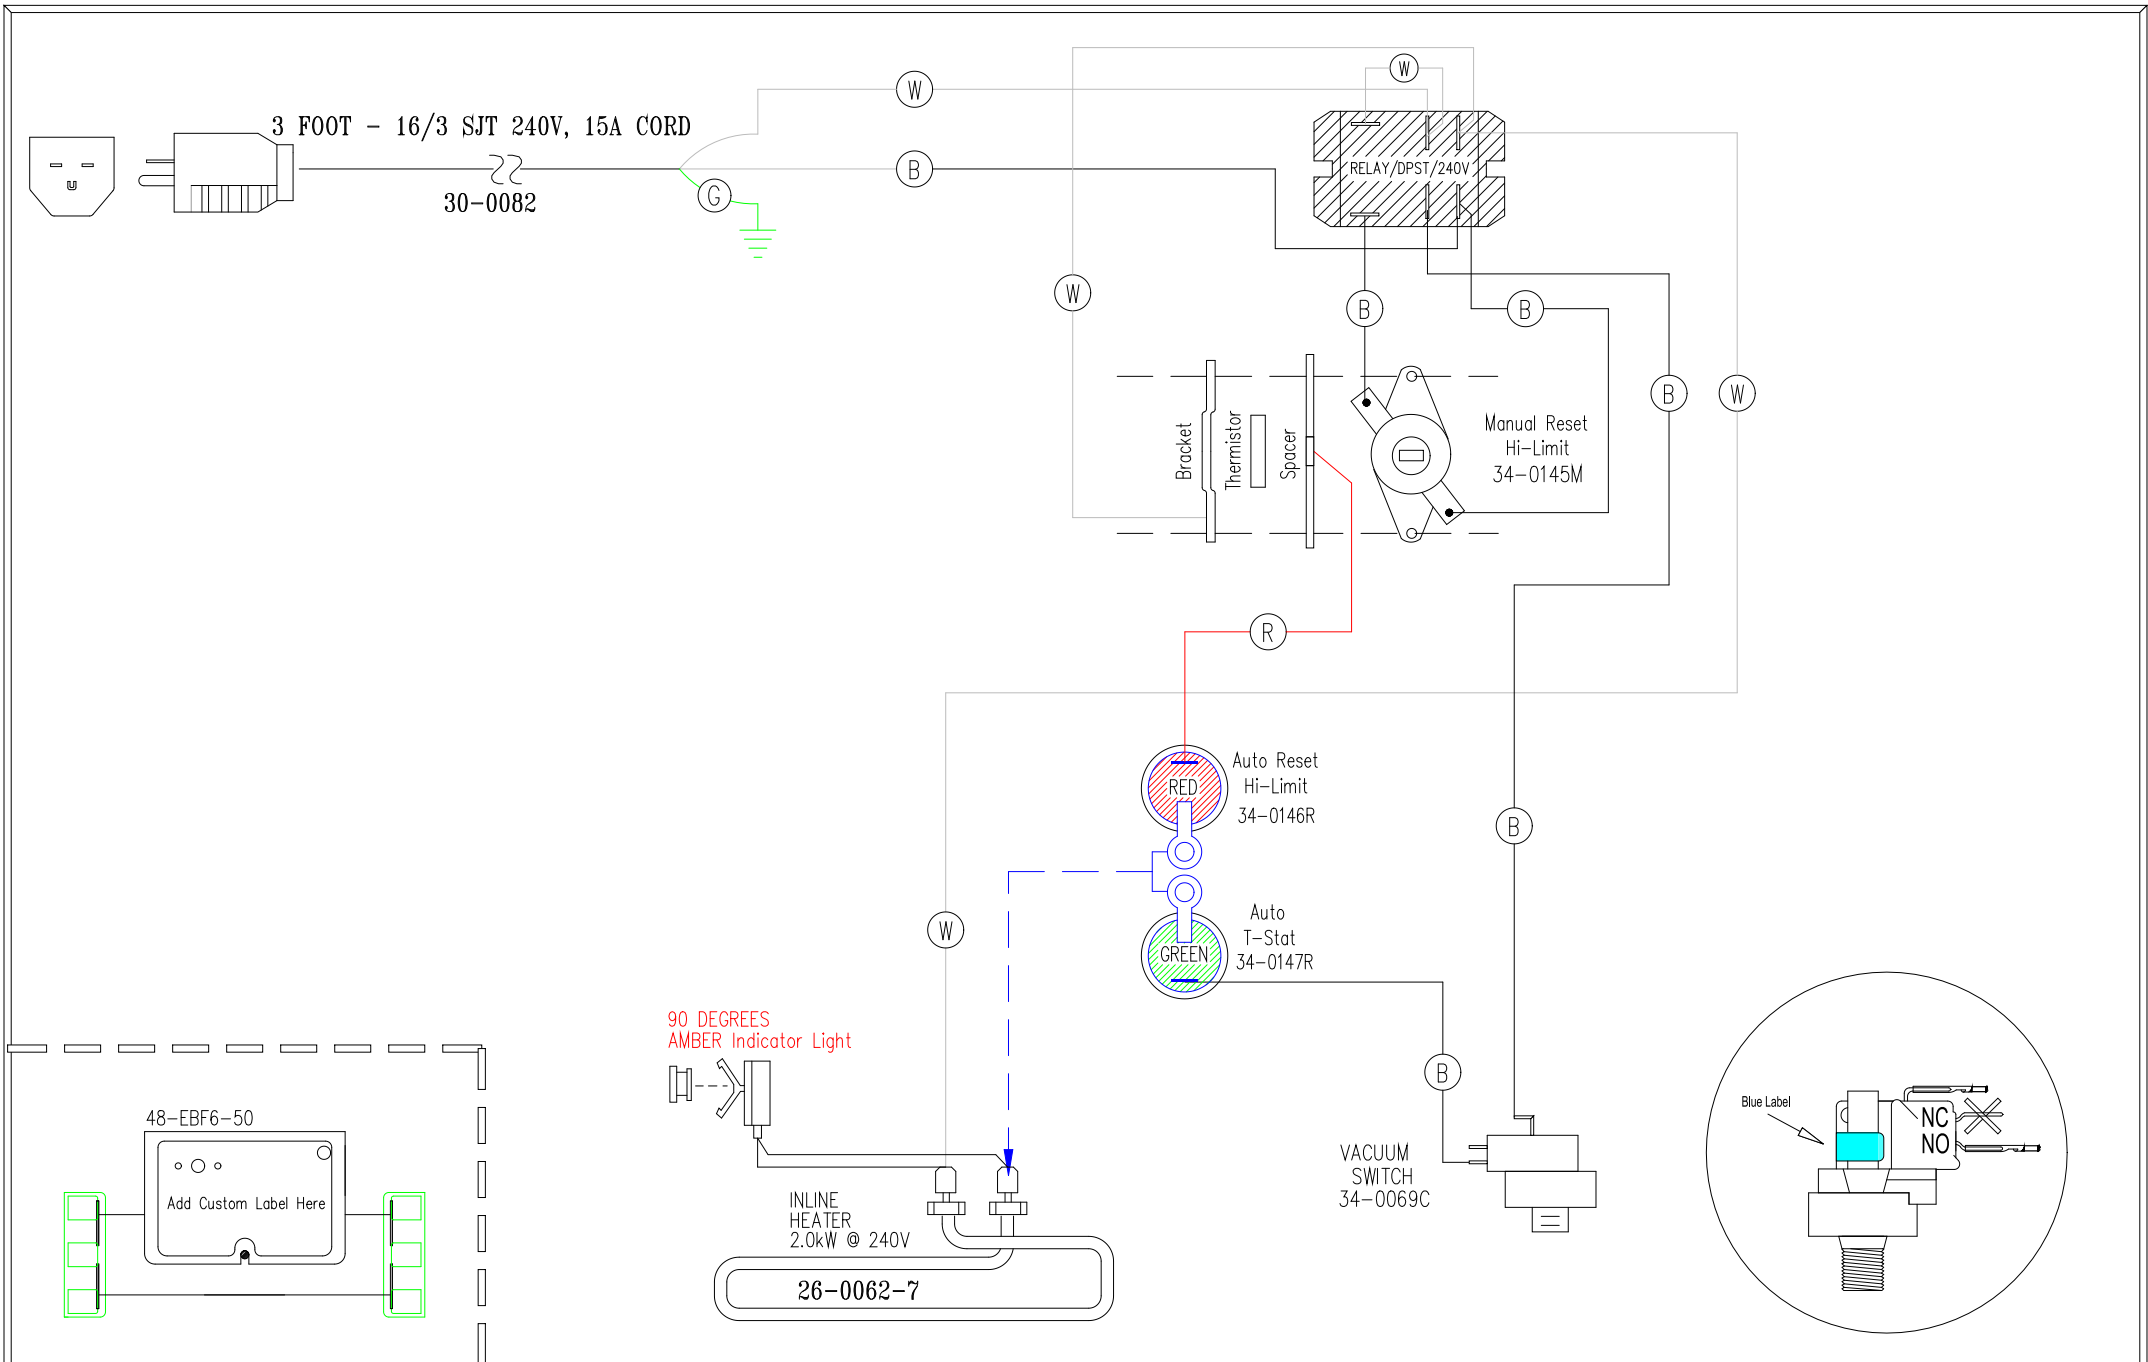 W
W
3 FOOT - 16/3 SJT 240V, 15A CORD
B
RELAY/DPST/240V
G
30-0082
W
B
B
B
W
Bracket
Thermistor
Spacer
Manual Reset
Hi-Limit
34-0145M
R
Auto Reset
Hi-Limit
34-0146R
RED
B
Auto
T-Stat
34-0147R
GREEN
W
90 DEGREES
AMBER Indicator Light
B
48-EBF6-50
Add Custom Label Here
INLINE
HEATER
2.0kW @ 240V
26-0062-7
VACUUM
SWITCH
34-0069C
Blue Label
NC
NO